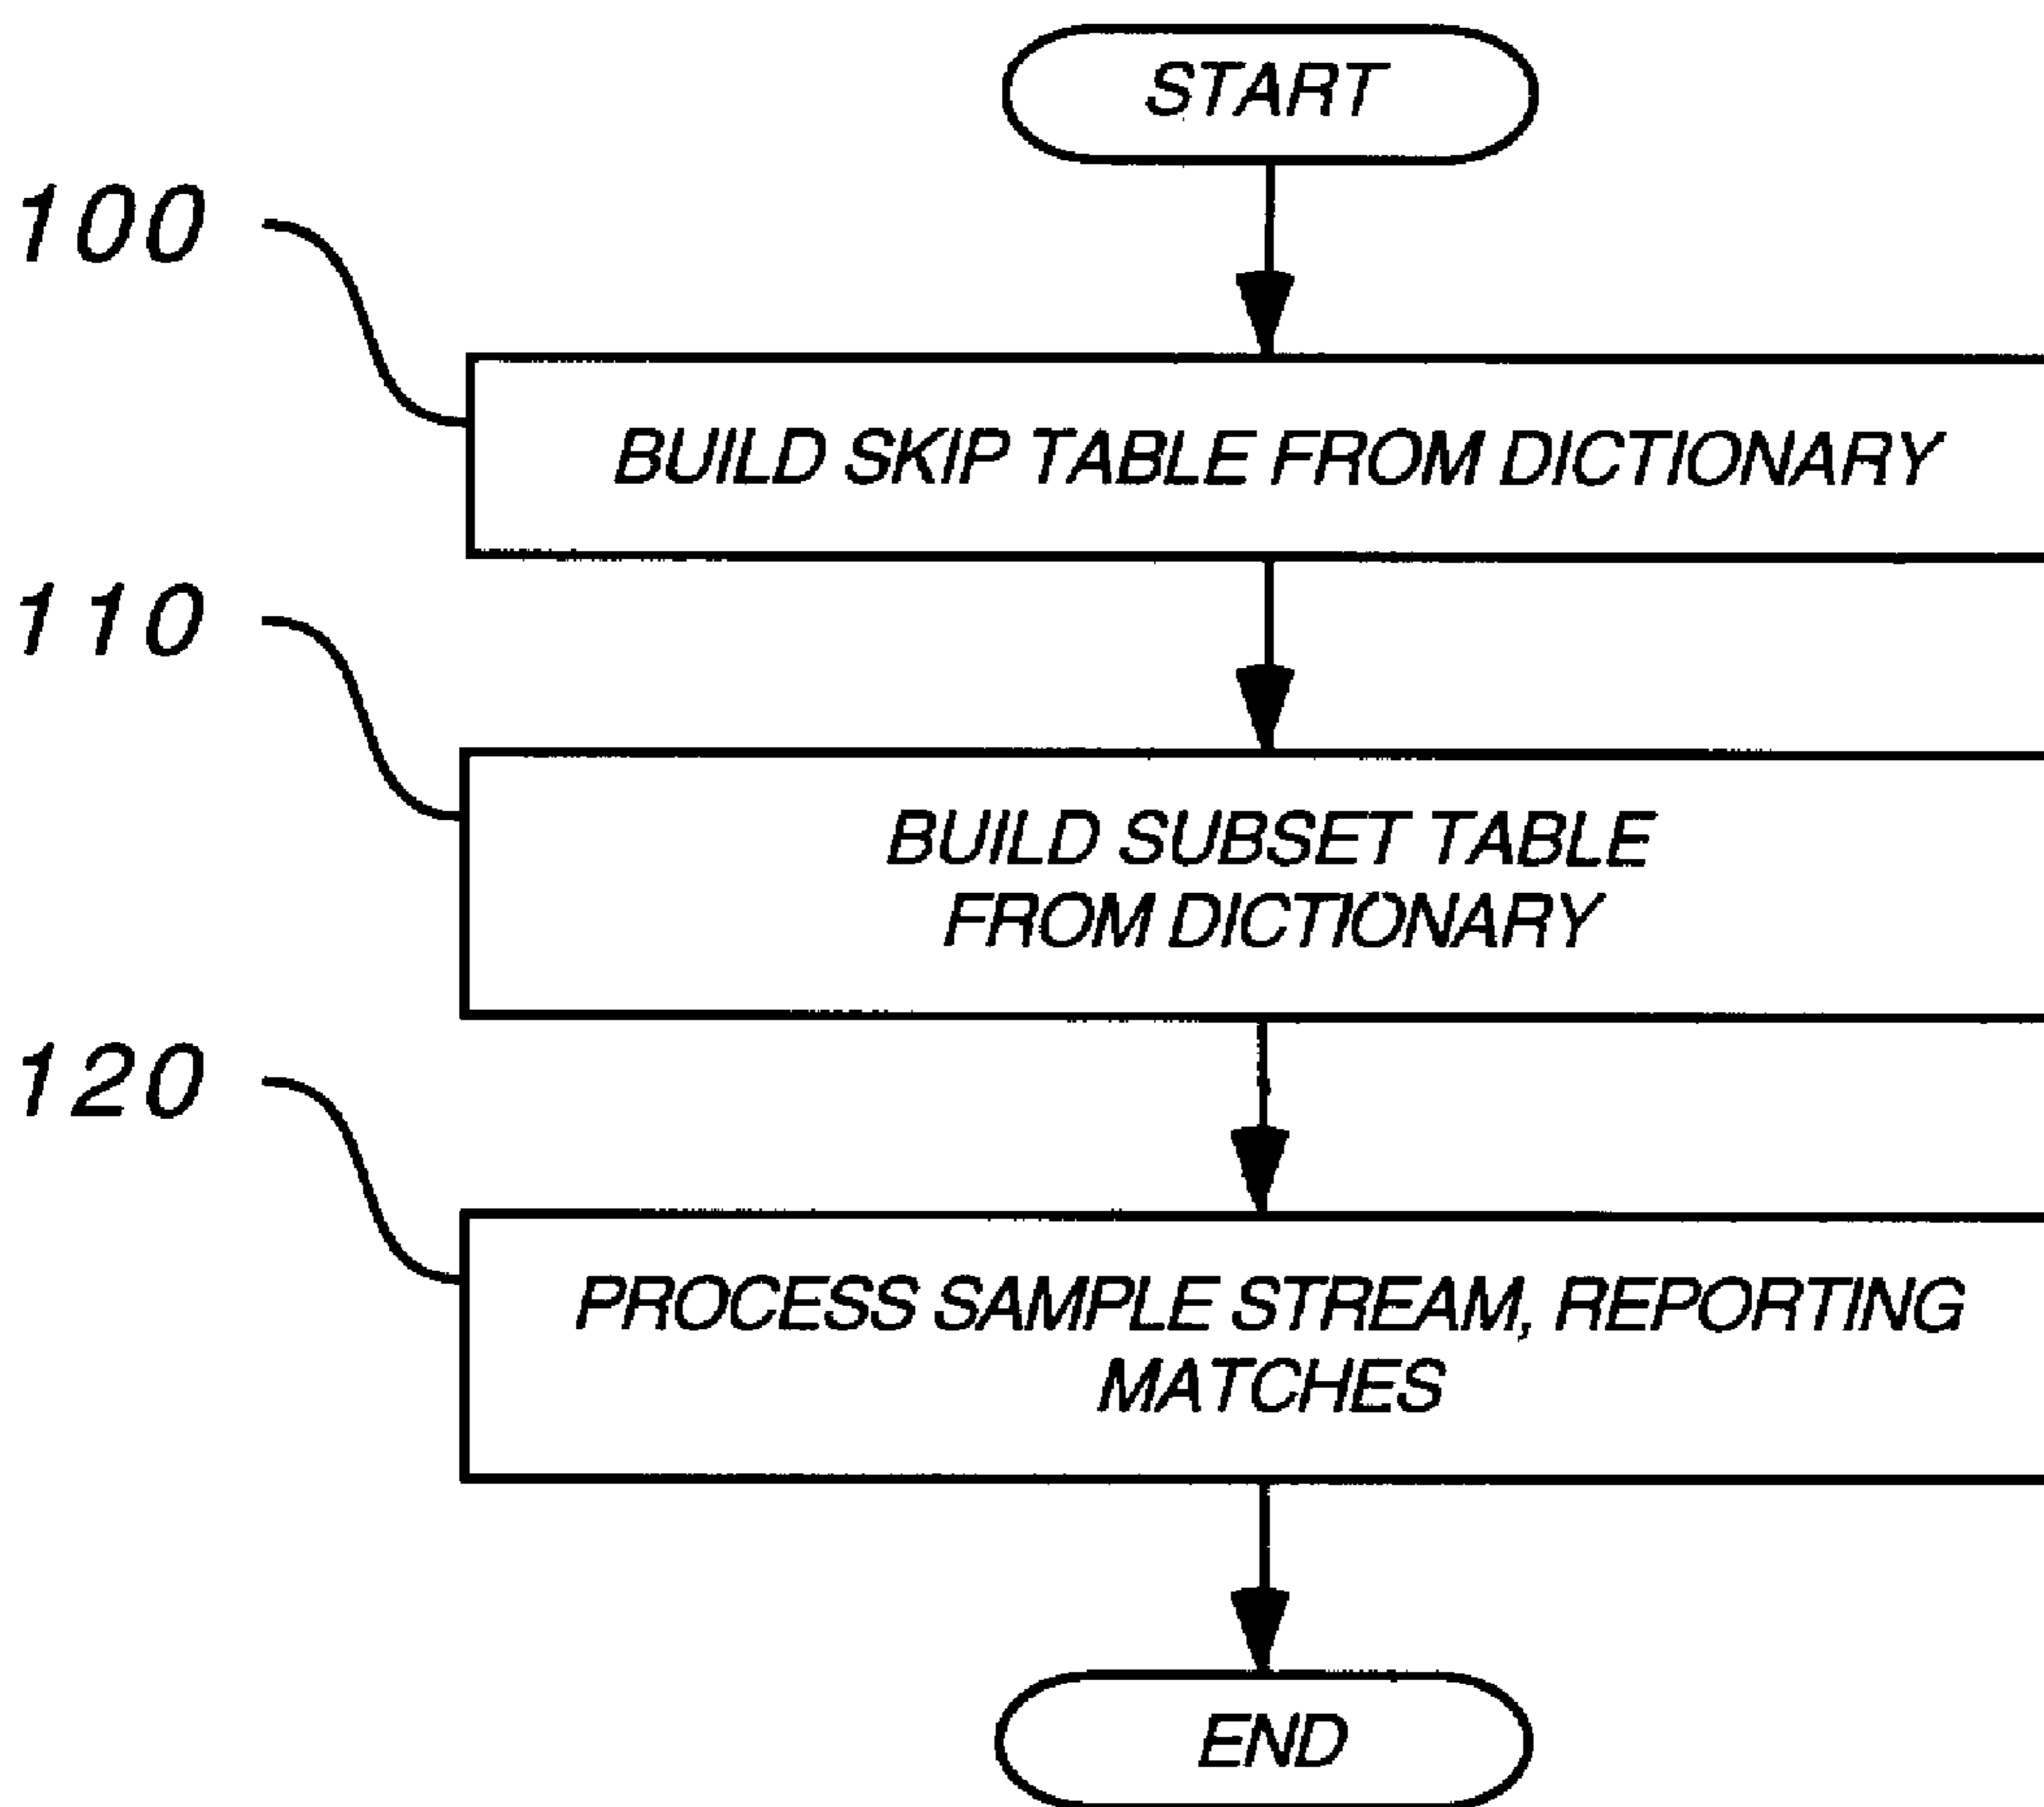 START
100
BUILD SKIP TABLE FROM DICTIONARY
110
BUILD SUBSET TABLE
FROM DICTIONARY
120
PROCESS SAMPLE STREAM, REPORTING
MATCHES
END